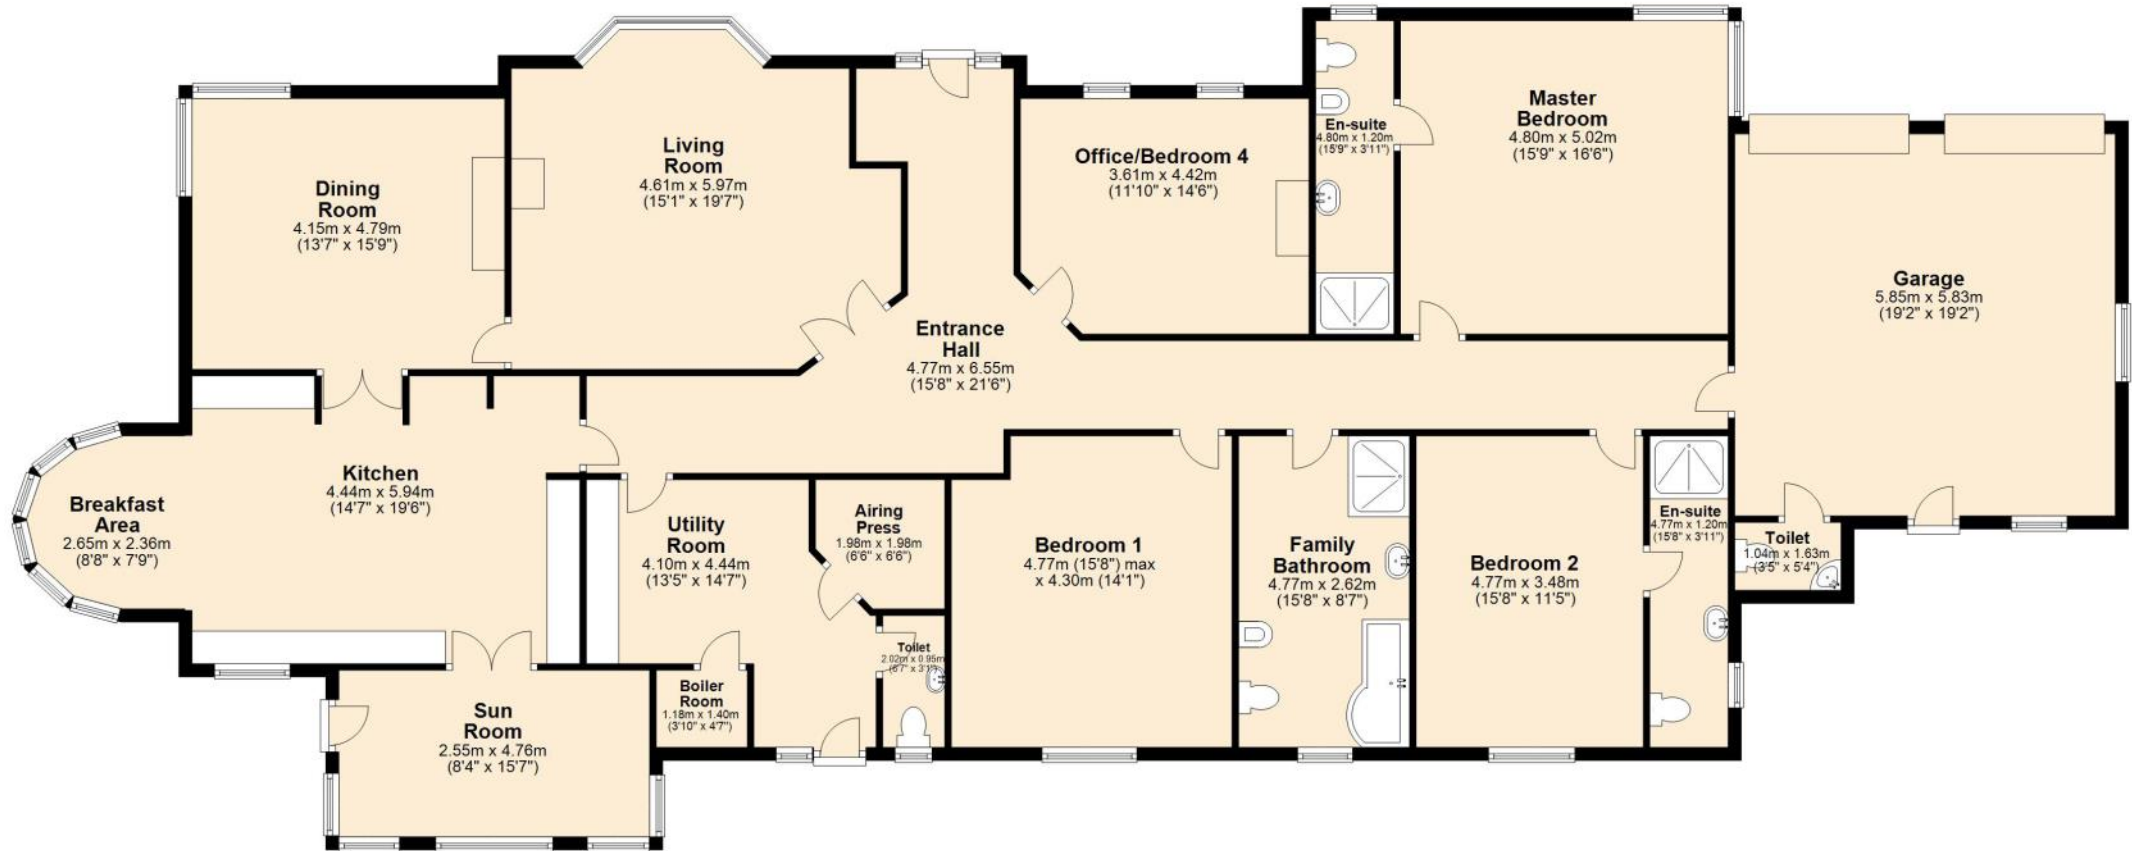 Dining
Room
4.15m x 4.79m
(13'7" x 15'9")
Living
Room
4.61m x 5.97m
(15'1" x 19'7")
Entrance
Hall
4.77m x 6.55m
(15'8" x 21'6")
Office/Bedroom 4
3.61m x 4.42m
(11'10" x 14'6")
En-suite
4.80m x 1.20m
(15'9" x 3'11")
Master
Bedroom
4.80m x 5.02m
(15'9" x 16'6")
Garage
5.85m x 5.83m
(19'2" x 19'2")
Breakfast
Area
2.65m x 2.36m
(8'8" x 7'9")
Kitchen
4.44m x 5.94m
(14'7" x 19'6")
Utility
Room
4.10m x 4.44m
(13'5" x 14'7")
Airing
Press
1.98m x 1.98m
(6'6" x 6'6")
Bedroom 1
4.77m (15'8") max
x 4.30m (14'1")
Family
Bathroom
4.77m x 2.62m
(15'8" x 8'7")
Bedroom 2
4.77m x 3.48m
(15'8" x 11'5")
En-suite
4.77m x 1.20m
(15'8" x 3'11")
Toilet
1.04m x 1.63m
(3'5" x 5'4")
Sun
Room
2.55m x 4.76m
(8'4" x 15'7")
Boiler
Room
1.18m x 1.40m
(3'10" x 4'7")
Toilet
2.02m x 0.95m
(6'7" x 3'1")